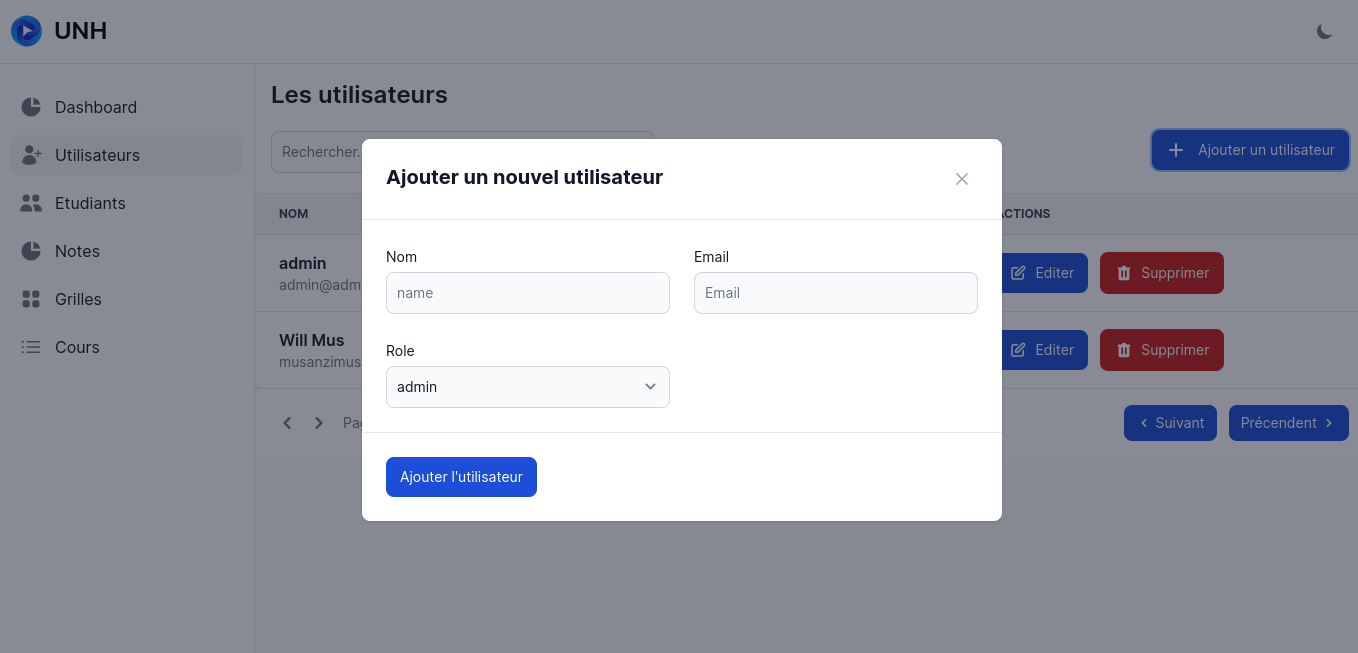 UNH
Dashboard
Utilisateurs
Etudiants
Notes
Grilles
Cours
Les utilisateurs
Rechercher.
Ajouter un utilisateur
NOM
ACTIONS
admin
admin@adm
Editer
Supprimer
Will Mus
musanzimus
Editer
Supprimer
Suivant
Précendent
Ajouter un nouvel utilisateur
Nom
Email
name
Email
Role
admin
Ajouter l'utilisateur